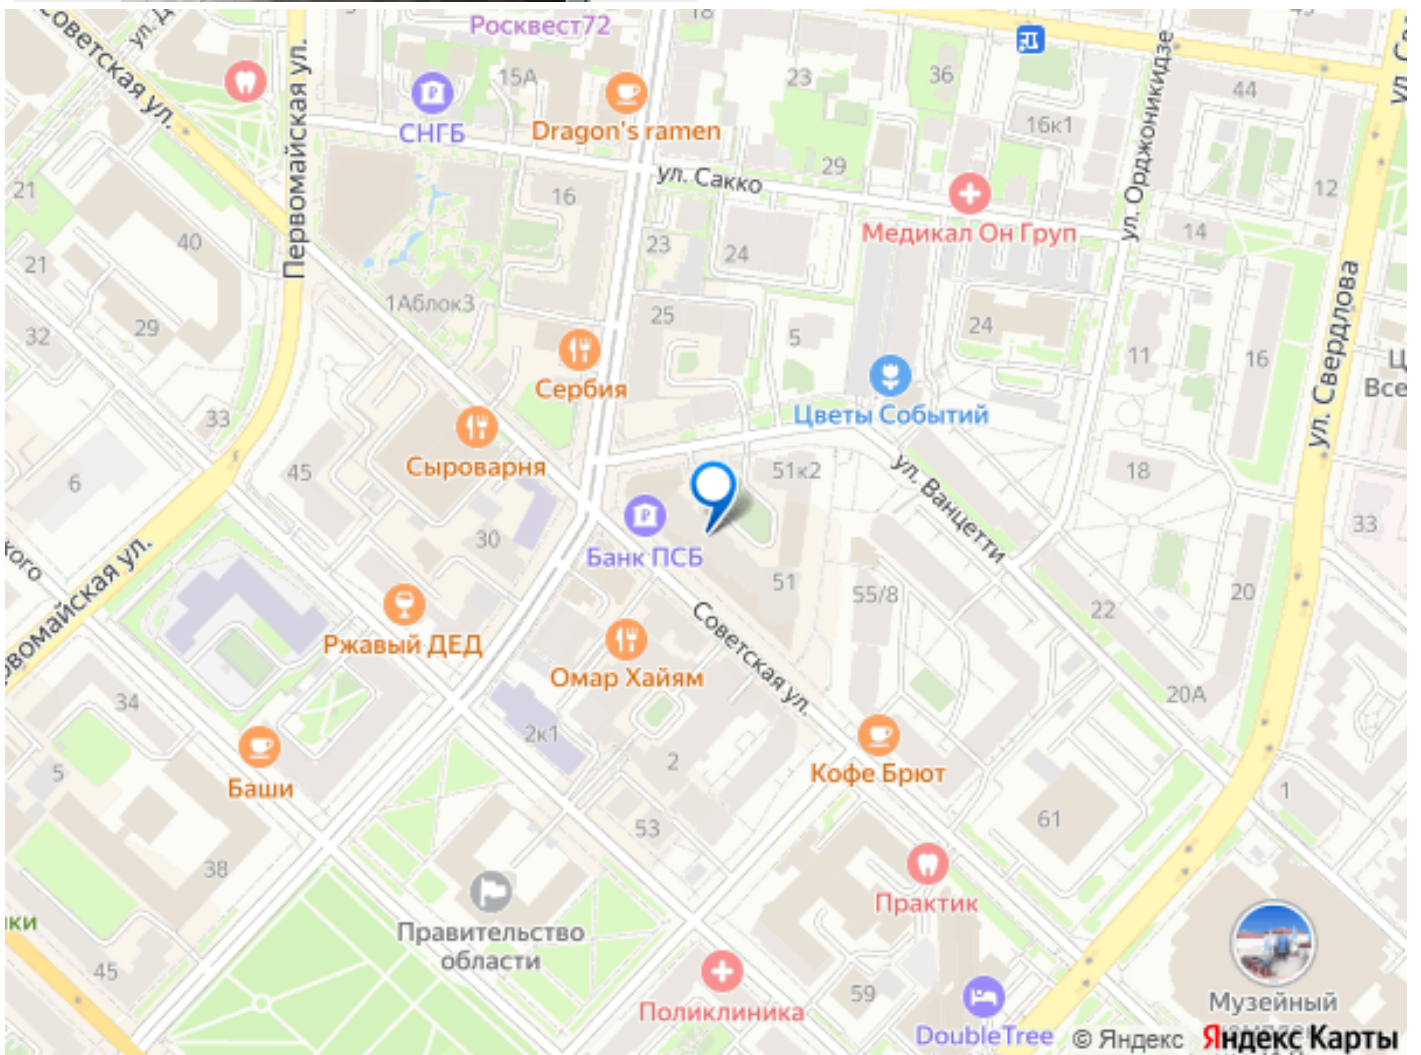 Росквест72
18
Советская ул.
Первомайская ул.
15А
СНГБ
Dragon's ramen
23
36
44
16к1
ул. Орджоникидзе
21
16
ул. Сакко
29
12
Медикал Он Груп
14
40
23
24
21
1Аблок3
25
5
24
ул. Свердлова
32
29
11
16
Сербия
Цветы Событий
33
Сыроварня
45
6
51к2
18
ул. Ванцетти
33
30
Банк ПСБ
51
55/8
20
22
Первомайская ул.
Ржавый ДЕД
Советская ул.
Омар Хайям
34
20А
2к1
2
5
Баши
Кофе Брют
1
61
53
38
Практик
Правительство
области
45
59
Поликлиника
Музейный
DoubleTree
© Яндекс Яндекс Карты